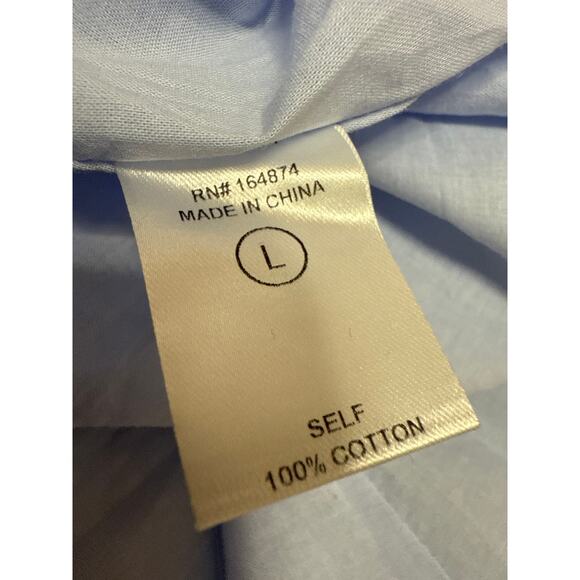 RN# 164874
MADE IN CHINA
L
SELF
100% COTTON